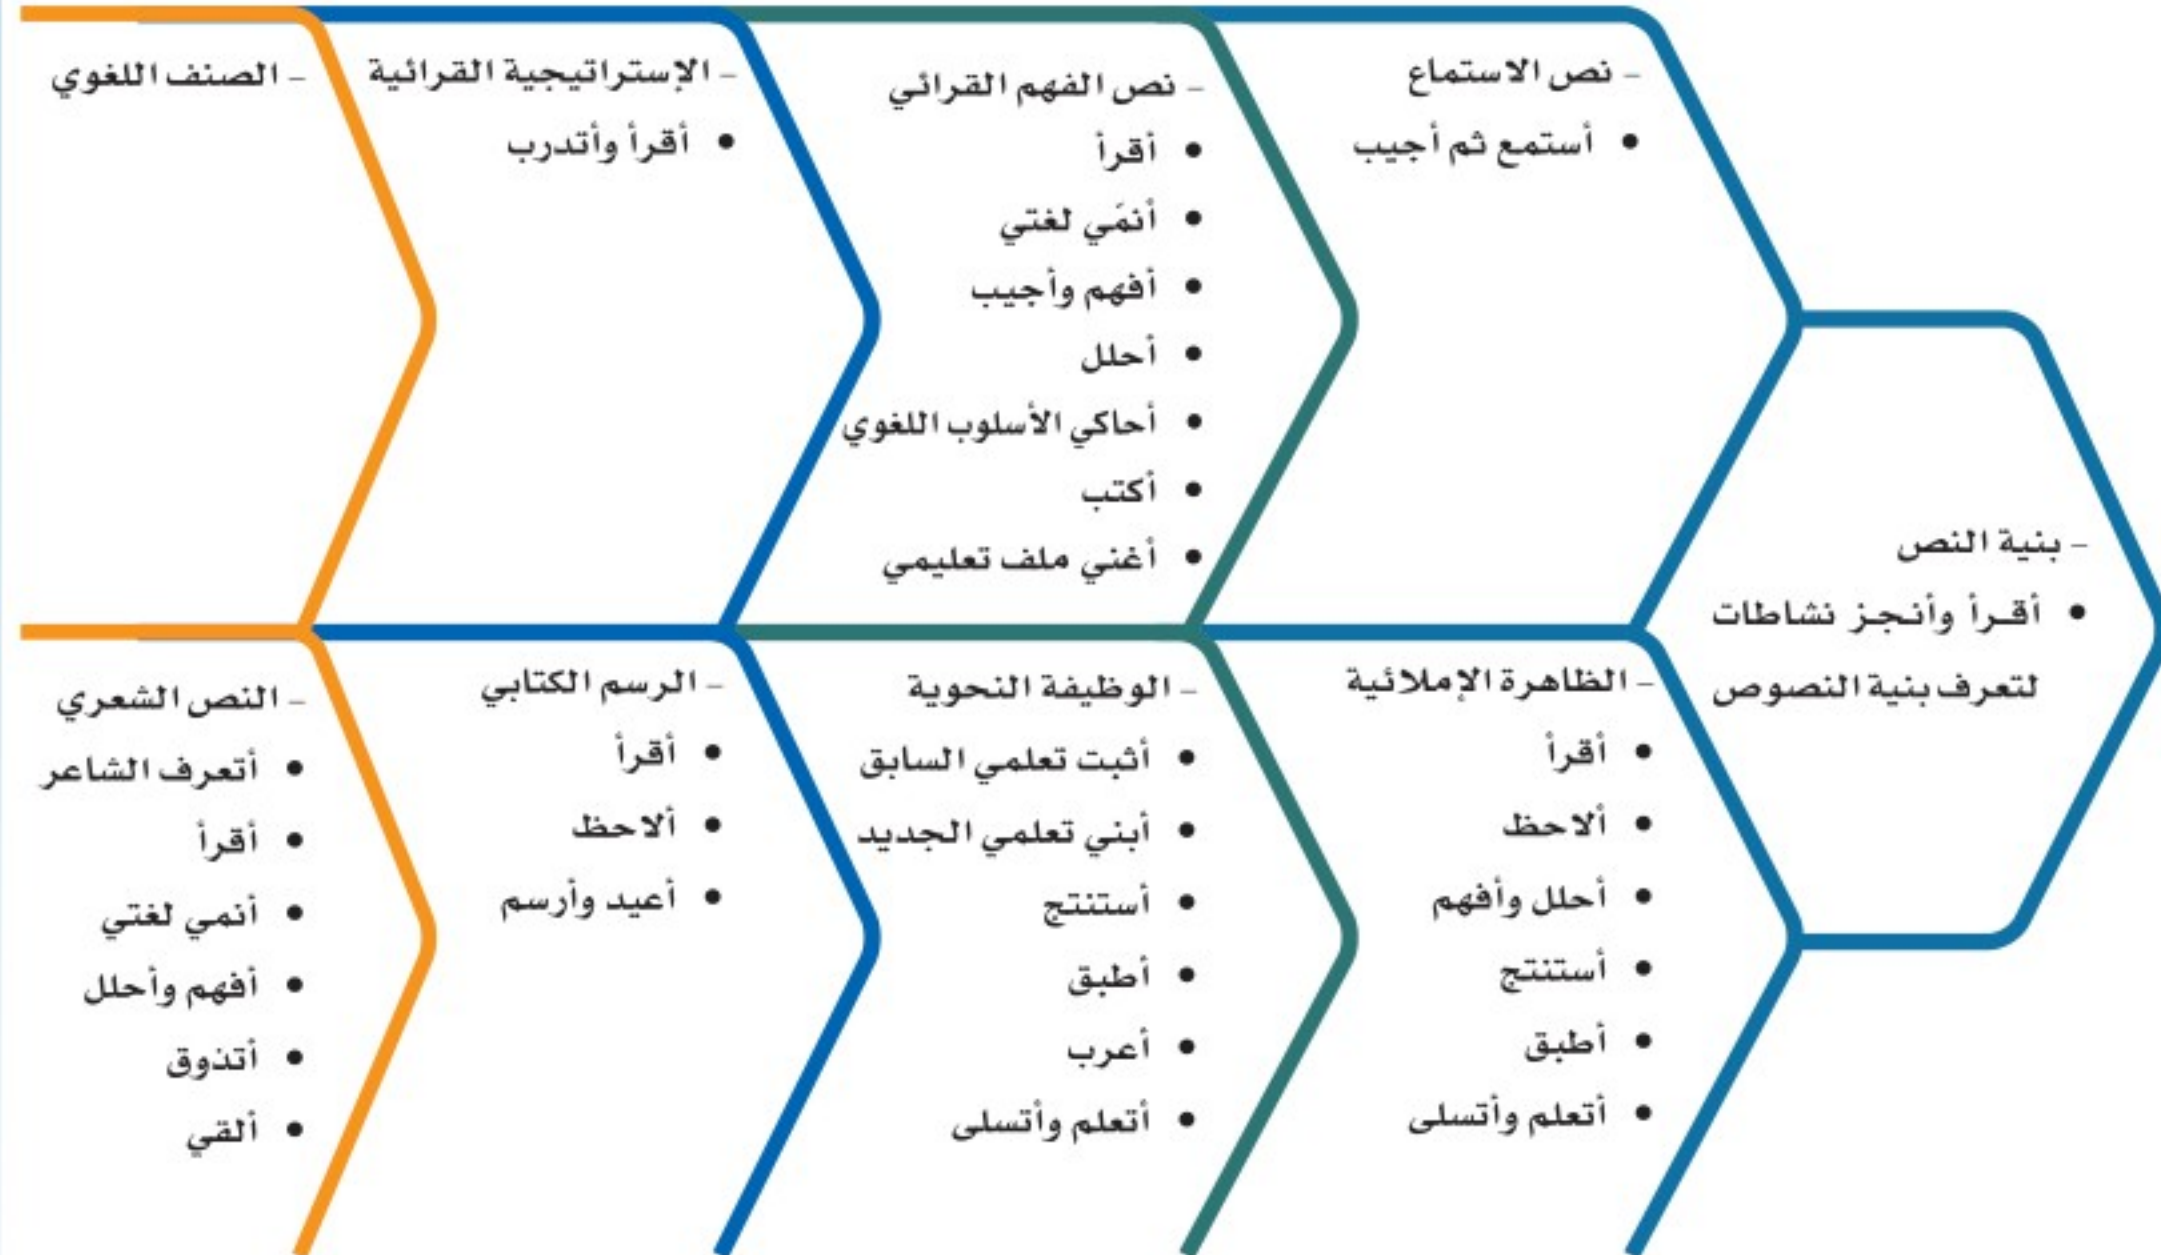 – بنية النص
• أقـرأ وأنـجـز نشاطات
لتعرف بنية النصوص
– نص الاستماع
• أستمع ثم أجيب
– نص الفهم القرائي
• أقرأ
• أنمَي لغتي
• أفهم وأجيب
• أحلل
• أحاكي الأسلوب اللغوي
• أكتب
• أغني ملف تعليمي
– الإستراتيجية القرائية
• أقرأ وأتدرب
– الصنف اللغوي
– الظاهرة الإملائية
• أقرأ
• ألاحظ
• أحلل وأفهم
• أستنتج
• أطبق
• أتعلم وأتسلى
– الوظيفة النحوية
• أثبت تعلمي السابق
• أبني تعلمي الجديد
• أستنتج
• أطبق
• أعرب
• أتعلم وأتسلى
– الرسم الكتابي
• أقرأ
• ألاحظ
• أعيد وأرسم
– النص الشعري
• أتعرف الشاعر
• أقرأ
• أنمي لغتي
• أفهم وأحلل
• أتذوق
• ألقي